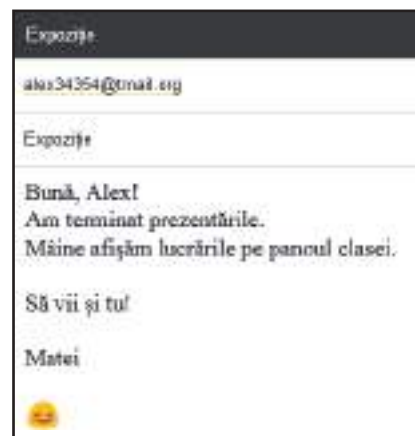 Expoziție
alex34354@tmail.org
Expoziție
Bună, Alex!
Am terminat prezentările.
Mâine afișăm lucrările pe panoul clasei.
Să vii și tu!
Matei